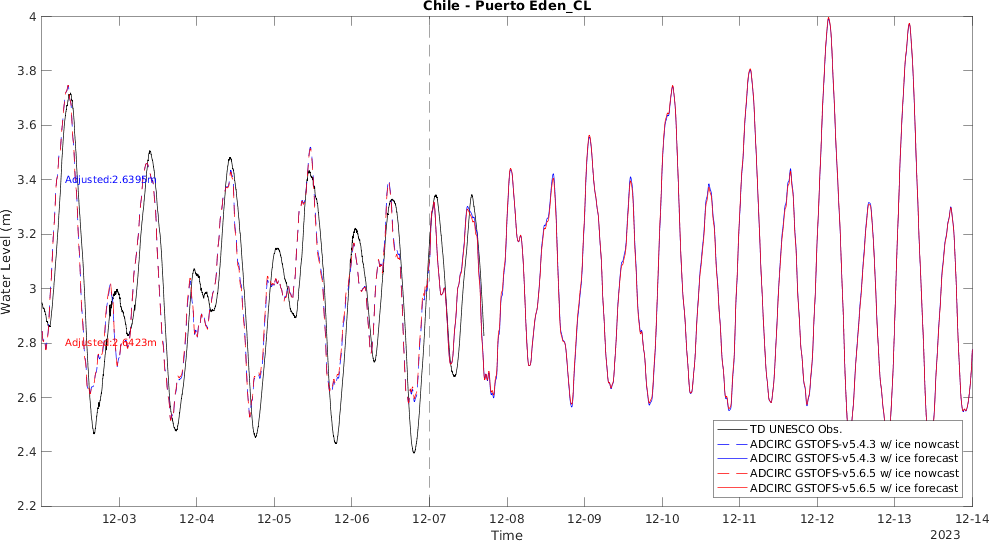 Chile - Puerto Eden_CL
Water Level (m)
4
3.8
3.6
3.4
3.2
3
2.8
2.6
2.4
2.2
Adjusted:2.6395m
Adjusted:2.6423m
TD UNESCO Obs.
ADCIRC GSTOFS-v5.4.3 w/ ice nowcast
ADCIRC GSTOFS-v5.4.3 w/ ice forecast
ADCIRC GSTOFS-v5.6.5 w/ ice nowcast
ADCIRC GSTOFS-v5.6.5 w/ ice forecast
12-03 12-04 12-05 12-06 12-07 12-08 12-09 12-10 12-11 12-12 12-13 12-14
Time
2023